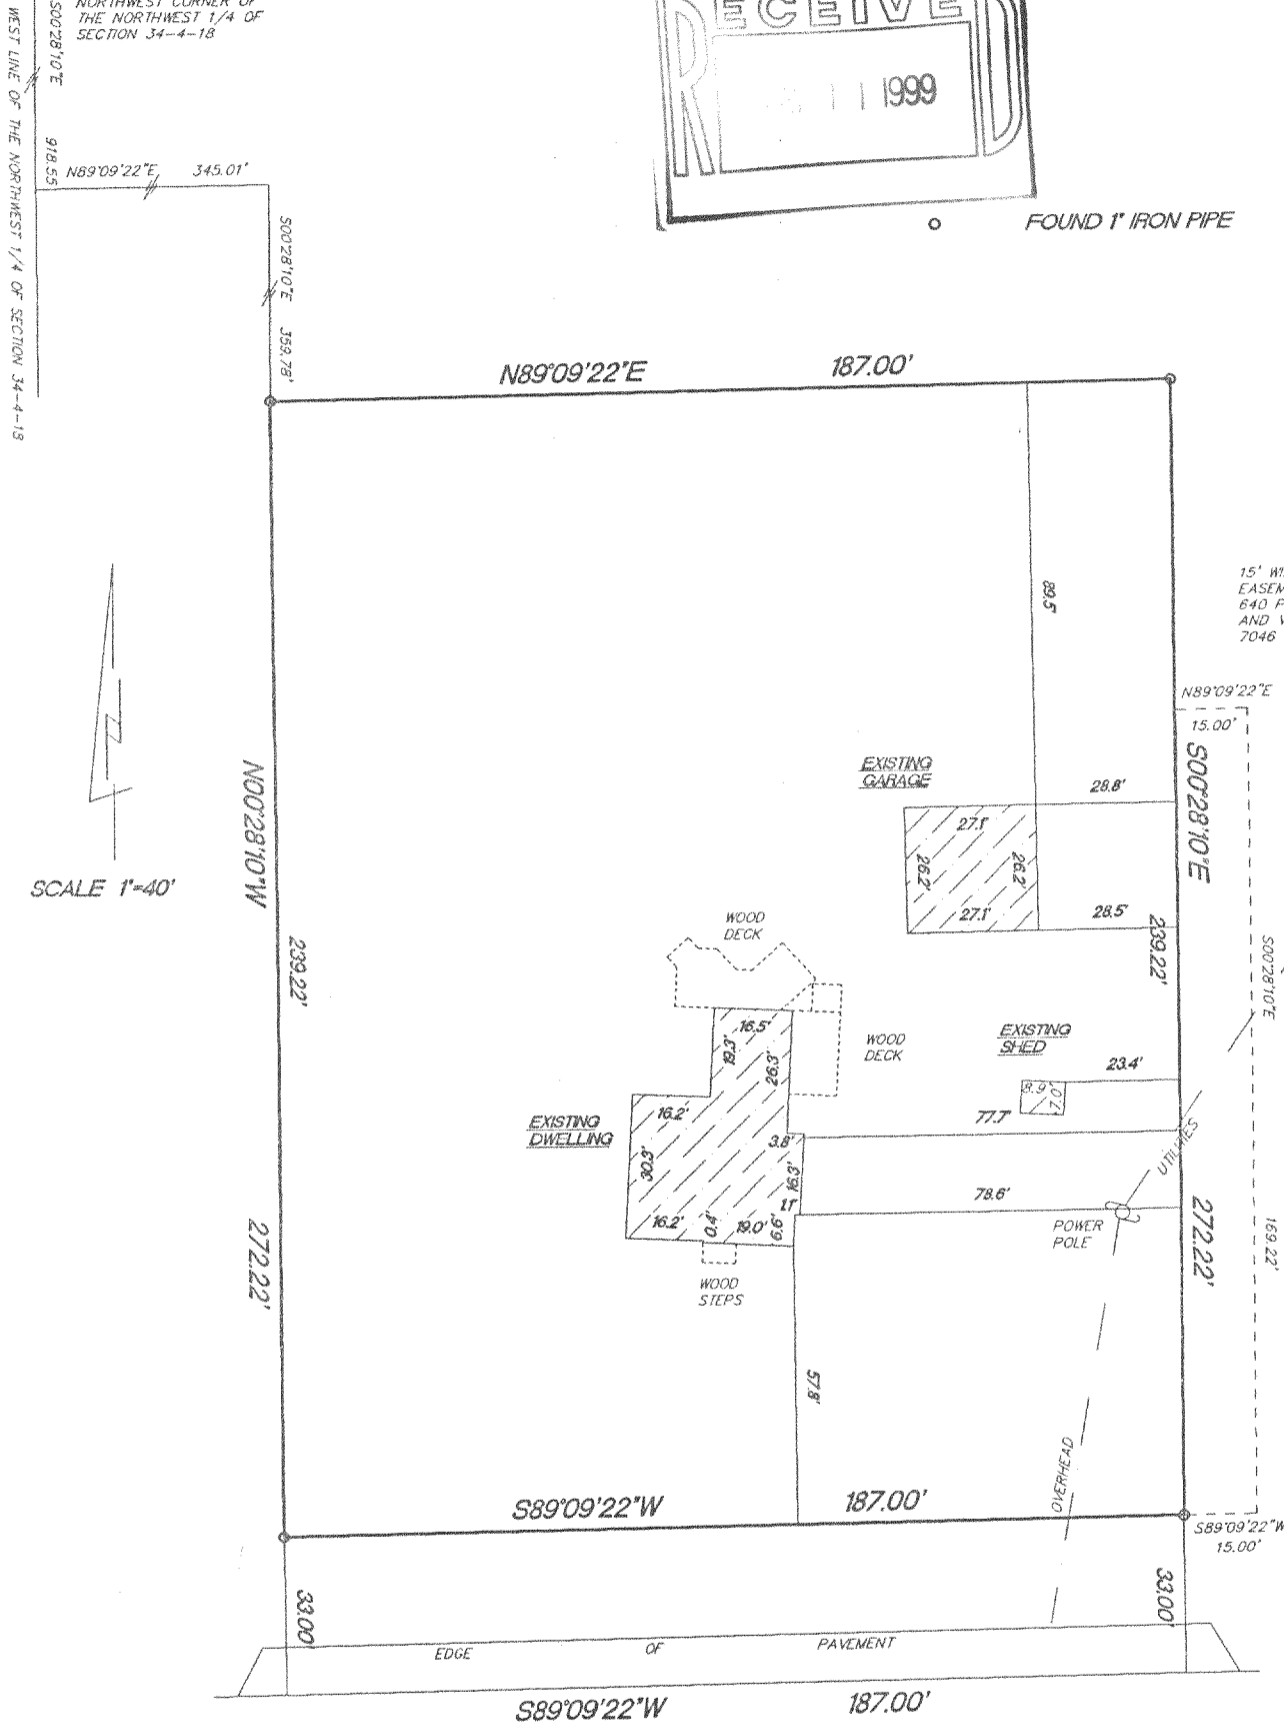 NORTHWEST CORNER OF
THE NORTHWEST 1/4 OF
SECTION 34-4-18
S00°28'10"E
918.55
WEST LINE OF THE NORTHWEST 1/4 OF SECTION 34-4-18
RECEIVED
11 1999
N89°09'22"E 345.01'
FOUND 1" IRON PIPE
S00°28'10"E 359.78'
N89°09'22"E 187.00'
89.5'
15'
640
AND
7046
N89°09'22"E
15.00'
EXISTING
GARAGE
28.8'
27.1'
26.2'
26.2'
27.1'
28.5'
S00°28'10"E
239.22'
272.22'
N00°28'10"W
239.22'
272.22'
SCALE 1"=40'
WOOD
DECK
WOOD
DECK
EXISTING
SHED
23.4'
8.9'
7.0'
S00°28'10"E
169.22'
16.5'
26.3'
EXISTING
DWELLING
16.2'
30.3'
3.8'
16.3'
1.1'
16.2'
0.4'
19.0'
6.6'
77.7'
78.6'
UTILITIES
POWER
POLE
WOOD
STEPS
57.8'
OVERHEAD
S89°09'22"W 187.00'
S89°09'22"W
15.00'
33.00'
33.00'
EDGE OF PAVEMENT
S89°09'22"W 187.00'